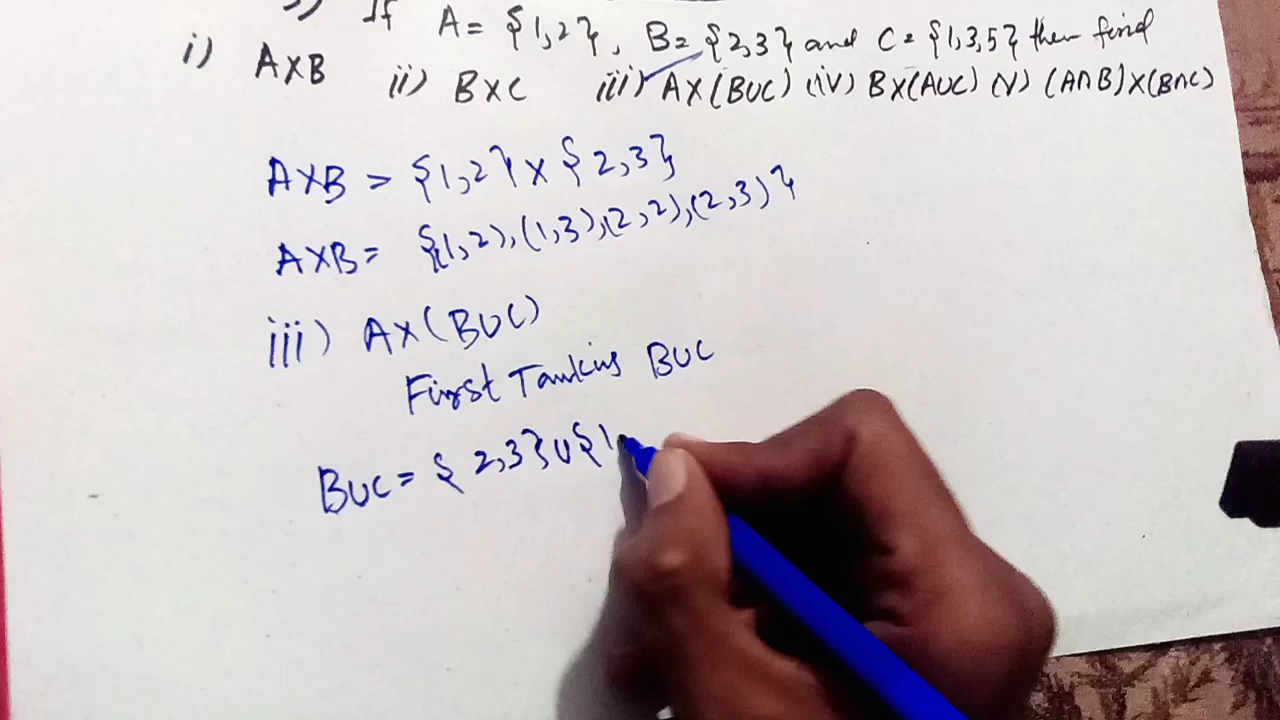 If A = {1,2}, B = {2,3} and C = {1,3,5} then find
i) A×B ii) B×C iii) A×(B∪C) (iv) B×(A∪C) (v) (A∩B)×(B∩C)
A×B = {1,2} × {2,3}
A×B = {(1,2),(1,3),(2,2),(2,3)}
iii) A×(B∪C)
First B∪C
B∪C = { 2,3}∪{1